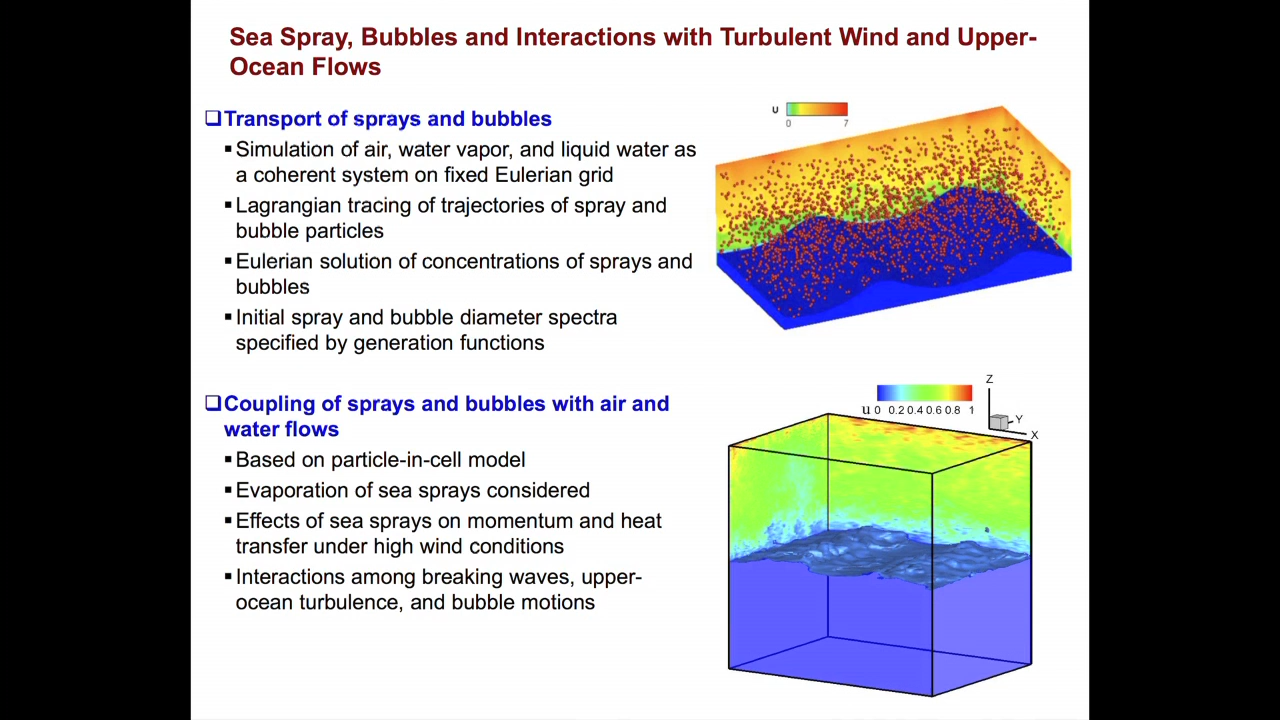 Sea Spray, Bubbles and Interactions with Turbulent Wind and Upper-
Ocean Flows
❑Transport of sprays and bubbles
▪Simulation of air, water vapor, and liquid water as
a coherent system on fixed Eulerian grid
▪Lagrangian tracing of trajectories of spray and
bubble particles
▪Eulerian solution of concentrations of sprays and
bubbles
▪Initial spray and bubble diameter spectra
specified by generation functions
U
0 7
❑Coupling of sprays and bubbles with air and
water flows
▪Based on particle-in-cell model
▪Evaporation of sea sprays considered
▪Effects of sea sprays on momentum and heat
transfer under high wind conditions
▪Interactions among breaking waves, upper-
ocean turbulence, and bubble motions
u 0 0.2 0.4 0.6 0.8 1
Z
Y
X